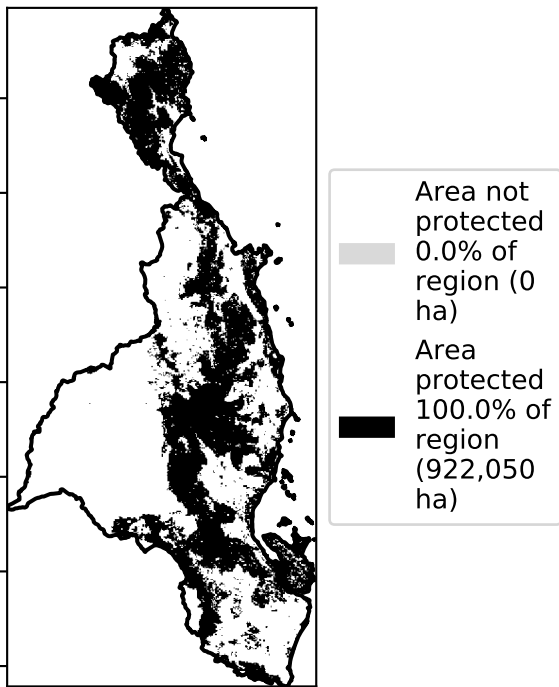 Area not
protected
0.0% of
region (0
ha)
Area
protected
100.0% of
region
(922,050
ha)